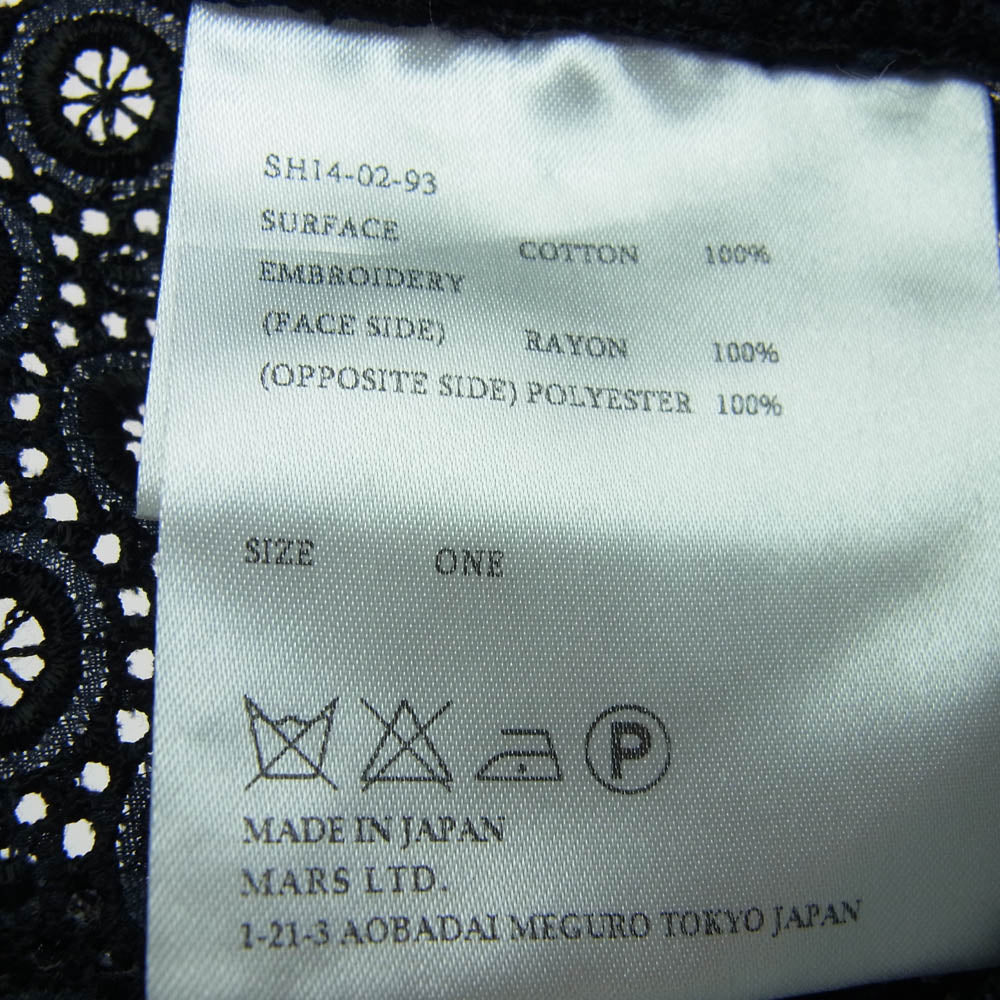 SH14-02-93
SURFACE COTTON 100%
EMBROIDERY
(FACE SIDE) RAYON 100%
(OPPOSITE SIDE) POLYESTER 100%
SIZE ONE
P
MADE IN JAPAN
MARS LTD.
1-21-3 AOBADAI MEGURO TOKYO JAPAN